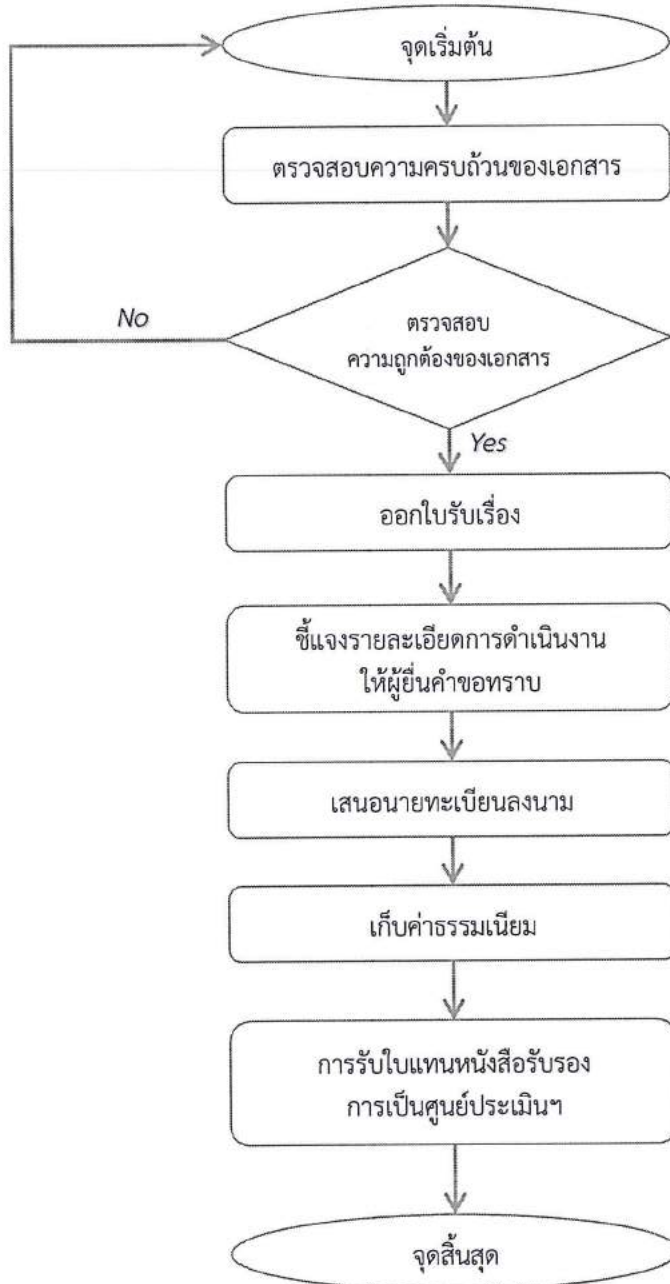 จุดเริ่มต้น
ตรวจสอบความครบถ้วนของเอกสาร
No
ตรวจสอบ
ความถูกต้องของเอกสาร
Yes
ออกใบรับเรื่อง
ชี้แจงรายละเอียดการดำเนินงาน
ให้ผู้ยื่นคำขอทราบ
เสนอนายทะเบียนลงนาม
เก็บค่าธรรมเนียม
การรับใบแทนหนังสือรับรอง
การเป็นศูนย์ประเมินฯ
จุดสิ้นสุด